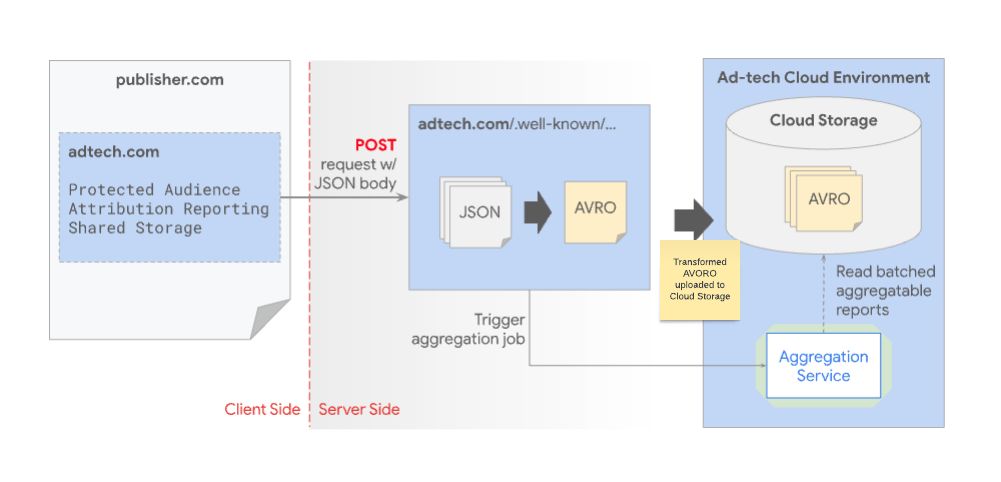 publisher.com
adtech.com
Protected Audience
Attribution Reporting
Shared Storage
Client Side
Server Side
POST
request w/
JSON body
adtech.com/.well-known/...
JSON
AVRO
Trigger
aggregation job
Transformed
AVORO
uploaded to
Cloud Storage
Ad-tech Cloud Environment
Cloud Storage
AVRO
Read batched
aggregatable
reports
Aggregation
Service